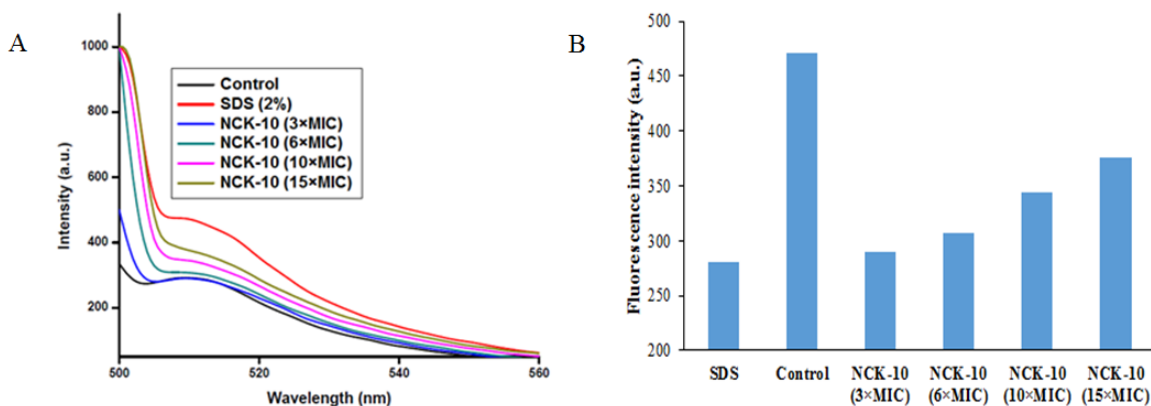 A
1000
800
600
400
200
500
520
540
560
Intensity (a.u.)
Wavelength (nm)
Control
SDS (2%)
NCK-10 (3×MIC)
NCK-10 (6×MIC)
NCK-10 (10×MIC)
NCK-10 (15×MIC)
B
500
450
400
350
300
250
200
Fluorescence intensity (a.u.)
SDS
Control
NCK-10
(3×MIC)
NCK-10
(6×MIC)
NCK-10
(10×MIC)
NCK-10
(15×MIC)